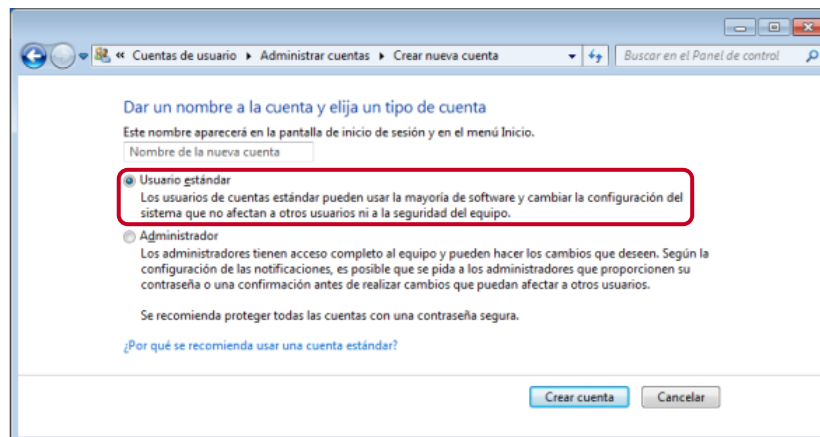 « Cuentas de usuario ▸ Administrar cuentas ▸ Crear nueva cuenta
Buscar en el Panel de control
Dar un nombre a la cuenta y elija un tipo de cuenta
Este nombre aparecerá en la pantalla de inicio de sesión y en el menú Inicio.
Nombre de la nueva cuenta
Usuario estándar
Los usuarios de cuentas estándar pueden usar la mayoría de software y cambiar la configuración del
sistema que no afectan a otros usuarios ni a la seguridad del equipo.
Administrador
Los administradores tienen acceso completo al equipo y pueden hacer los cambios que deseen. Según la
configuración de las notificaciones, es posible que se pida a los administradores que proporcionen su
contraseña o una confirmación antes de realizar cambios que puedan afectar a otros usuarios.
Se recomienda proteger todas las cuentas con una contraseña segura.
¿Por qué se recomienda usar una cuenta estándar?
Crear cuenta
Cancelar